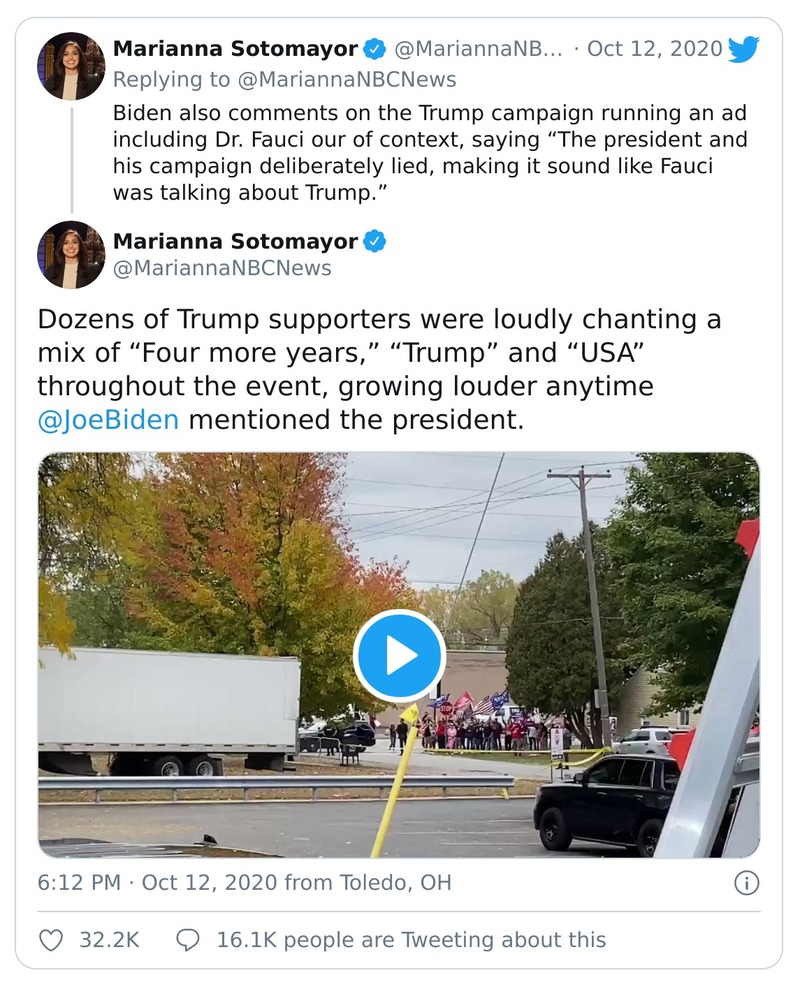 Marianna Sotomayor @MariannaNB... · Oct 12, 2020
Replying to @MariannaNBCNews
Biden also comments on the Trump campaign running an ad
including Dr. Fauci our of context, saying “The president and
his campaign deliberately lied, making it sound like Fauci
was talking about Trump.”
Marianna Sotomayor
@MariannaNBCNews
Dozens of Trump supporters were loudly chanting a
mix of “Four more years,” “Trump” and “USA”
throughout the event, growing louder anytime
@JoeBiden mentioned the president.
STOP
6:12 PM · Oct 12, 2020 from Toledo, OH
32.2K 16.1K people are Tweeting about this